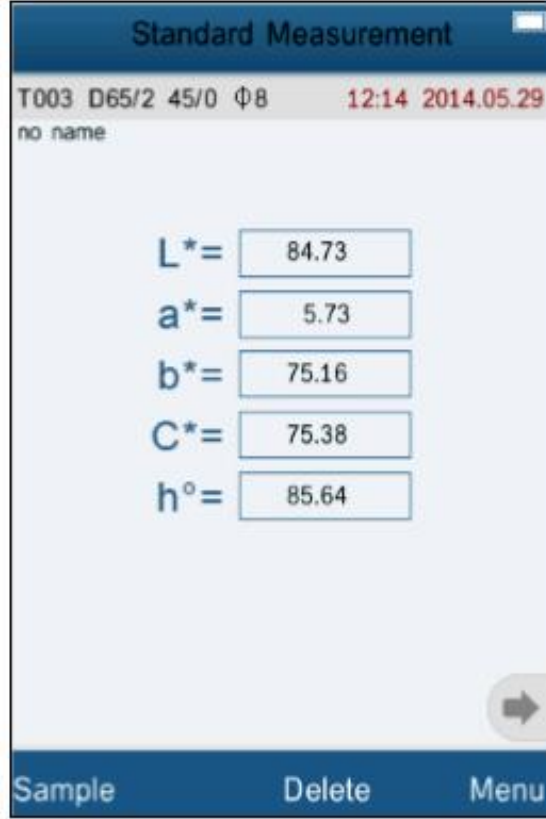 Standard Measurement
T003 D65/2 45/0 Φ8 12:14 2014.05.29
no name
L*= 84.73
a*= 5.73
b*= 75.16
C*= 75.38
h°= 85.64
Sample Delete Menu